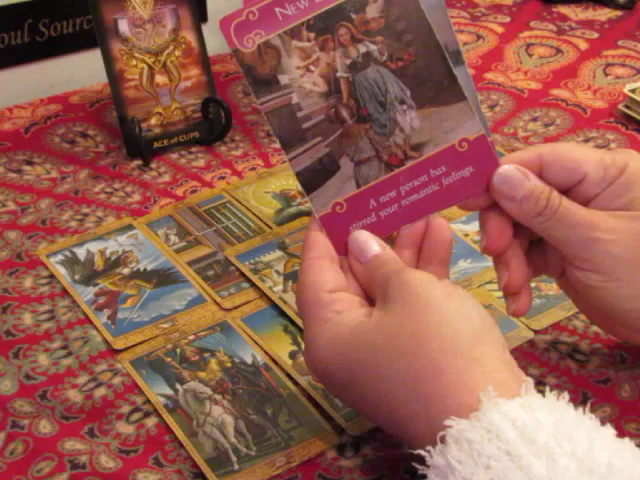 oul Sourc
ACE of CUPS
NEW
A new person has
stirred your romantic feelings.